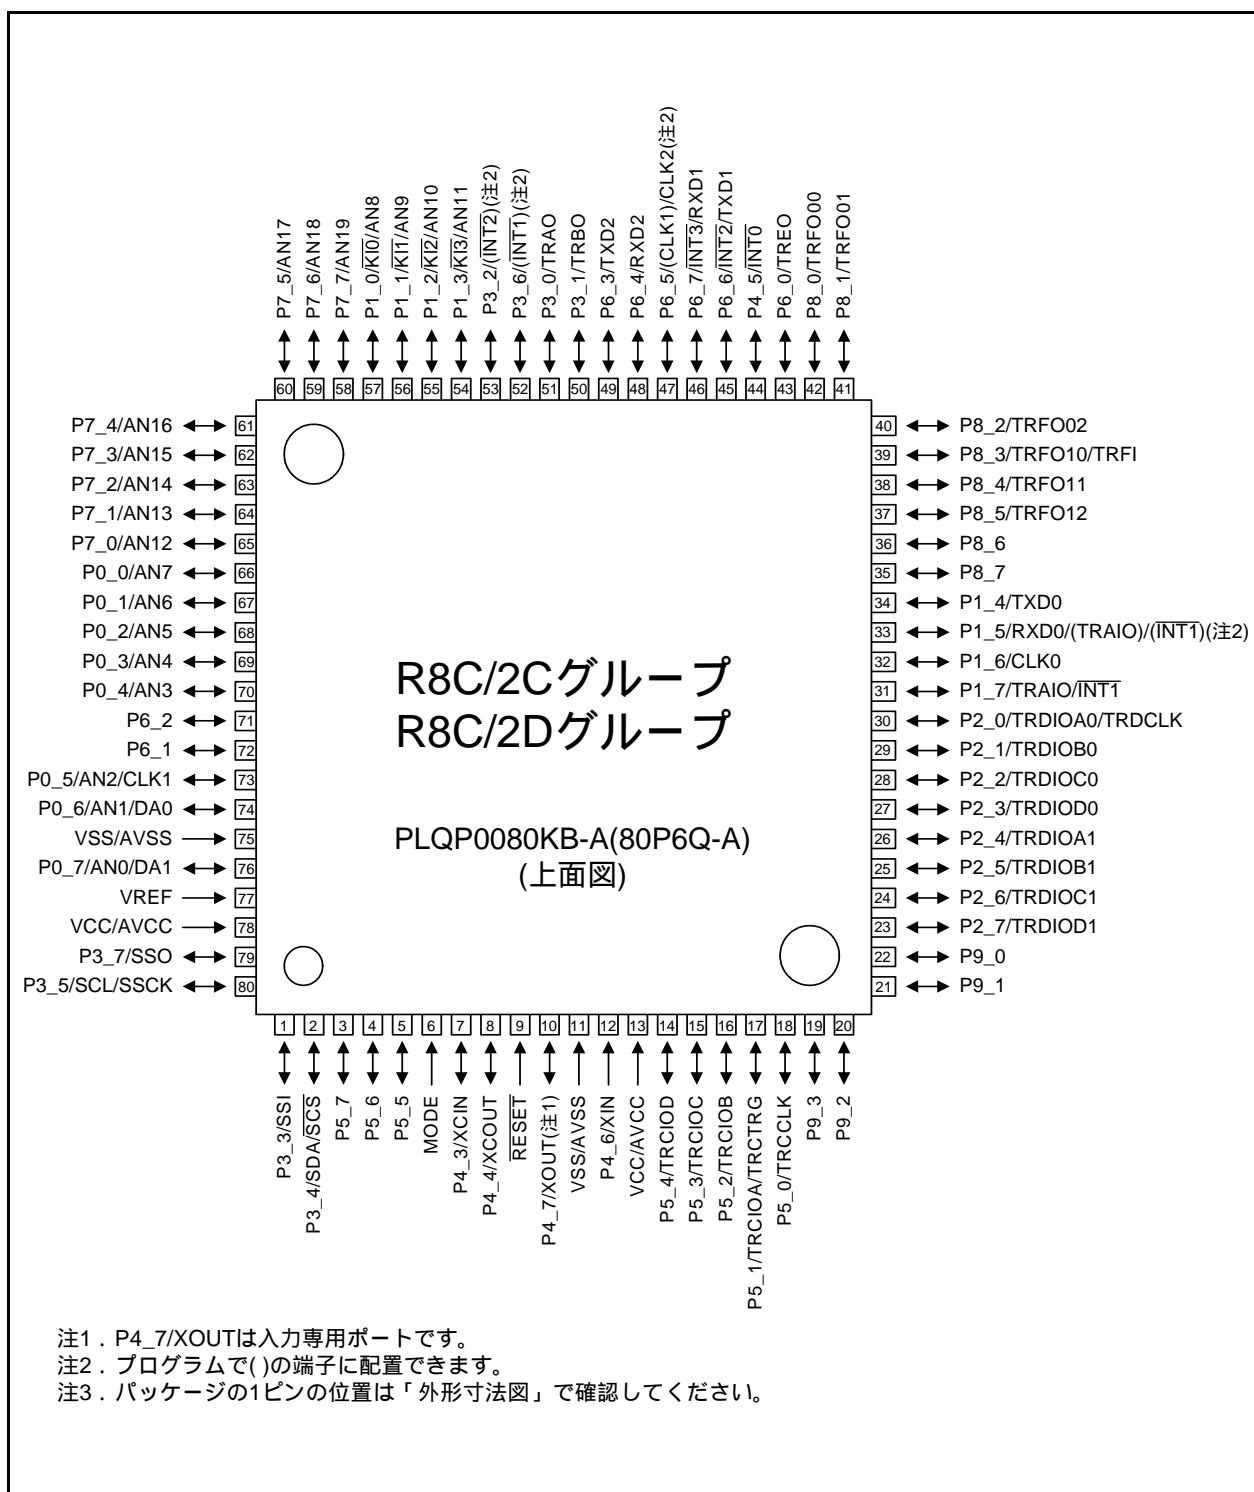 P7_5/AN17
P7_6/AN18
P7_7/AN19
P1_0/K̅I̅0̅/AN8
P1_1/K̅I̅1̅/AN9
P1_2/K̅I̅2̅/AN10
P1_3/K̅I̅3̅/AN11
P3_2/(I̅N̅T̅2̅)(注2)
P3_6/(I̅N̅T̅1̅)(注2)
P3_0/TRAO
P3_1/TRBO
P6_3/TXD2
P6_4/RXD2
P6_5/(CLK1)/CLK2(注2)
P6_7/I̅N̅T̅3̅/RXD1
P6_6/I̅N̅T̅2̅/TXD1
P4_5/I̅N̅T̅0̅
P6_0/TREO
P8_0/TRFO00
P8_1/TRFO01
60 59 58 57 56 55 54 53 52 51 50 49 48 47 46 45 44 43 42 41
P7_4/AN16 61
P7_3/AN15 62
P7_2/AN14 63
P7_1/AN13 64
P7_0/AN12 65
P0_0/AN7 66
P0_1/AN6 67
P0_2/AN5 68
P0_3/AN4 69
P0_4/AN3 70
P6_2 71
P6_1 72
P0_5/AN2/CLK1 73
P0_6/AN1/DA0 74
VSS/AVSS 75
P0_7/AN0/DA1 76
VREF 77
VCC/AVCC 78
P3_7/SSO 79
P3_5/SCL/SSCK 80
R8C/2Cグループ
R8C/2Dグループ
PLQP0080KB-A(80P6Q-A)
(上面図)
40 P8_2/TRFO02
39 P8_3/TRFO10/TRFI
38 P8_4/TRFO11
37 P8_5/TRFO12
36 P8_6
35 P8_7
34 P1_4/TXD0
33 P1_5/RXD0/(TRAIO)/(I̅N̅T̅1̅)(注2)
32 P1_6/CLK0
31 P1_7/TRAIO/I̅N̅T̅1̅
30 P2_0/TRDIOA0/TRDCLK
29 P2_1/TRDIOB0
28 P2_2/TRDIOC0
27 P2_3/TRDIOD0
26 P2_4/TRDIOA1
25 P2_5/TRDIOB1
24 P2_6/TRDIOC1
23 P2_7/TRDIOD1
22 P9_0
21 P9_1
1 2 3 4 5 6 7 8 9 10 11 12 13 14 15 16 17 18 19 20
P3_3/SSI
P3_4/SDA/S̅C̅S̅
P5_7
P5_6
P5_5
MODE
P4_3/XCIN
P4_4/XCOUT
R̅E̅S̅E̅T̅
P4_7/XOUT(注1)
VSS/AVSS
P4_6/XIN
VCC/AVCC
P5_4/TRCIOD
P5_3/TRCIOC
P5_2/TRCIOB
P5_1/TRCIOA/TRCTRG
P5_0/TRCCLK
P9_3
P9_2
注1．P4_7/XOUTは入力専用ポートです。
注2．プログラムで( )の端子に配置できます。
注3．パッケージの1ピンの位置は「外形寸法図」で確認してください。